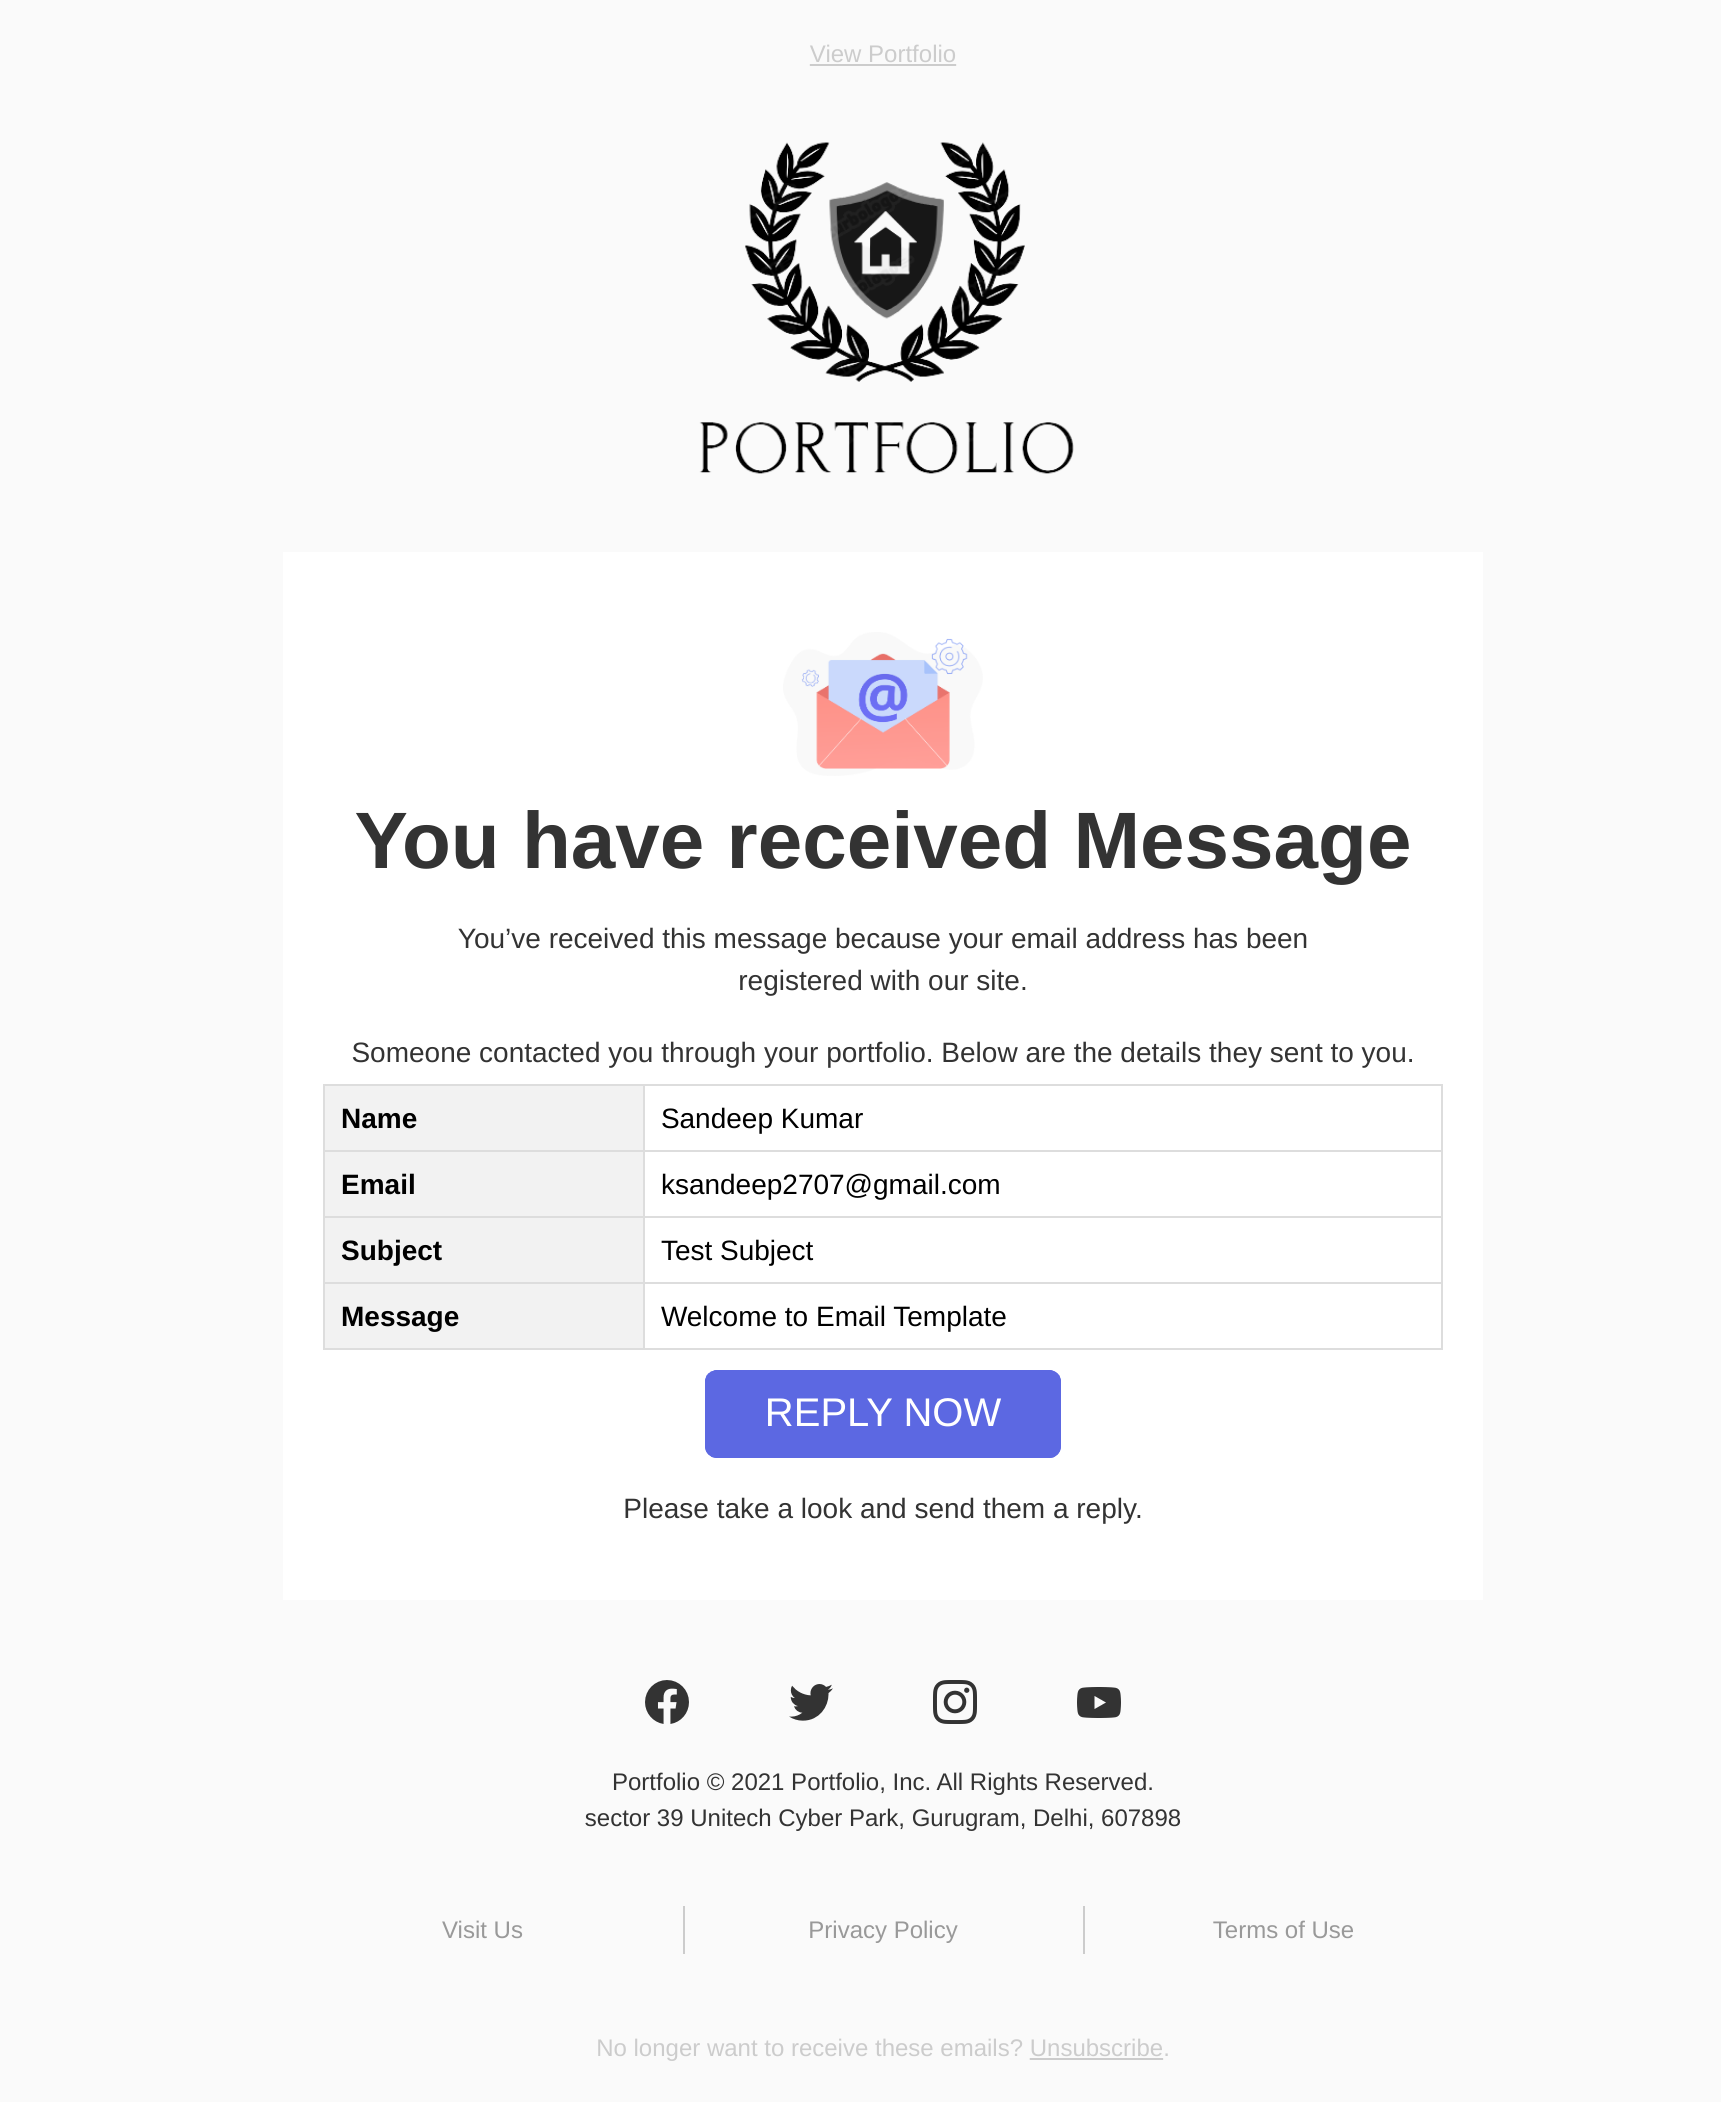 View Portfolio
PORTFOLIO
@
You have received Message
You’ve received this message because your email address has been
registered with our site.
Someone contacted you through your portfolio. Below are the details they sent to you.
Name Sandeep Kumar
Email ksandeep2707@gmail.com
Subject Test Subject
Message Welcome to Email Template
REPLY NOW
Please take a look and send them a reply.
Portfolio © 2021 Portfolio, Inc. All Rights Reserved.
sector 39 Unitech Cyber Park, Gurugram, Delhi, 607898
Visit Us Privacy Policy Terms of Use
No longer want to receive these emails? Unsubscribe.